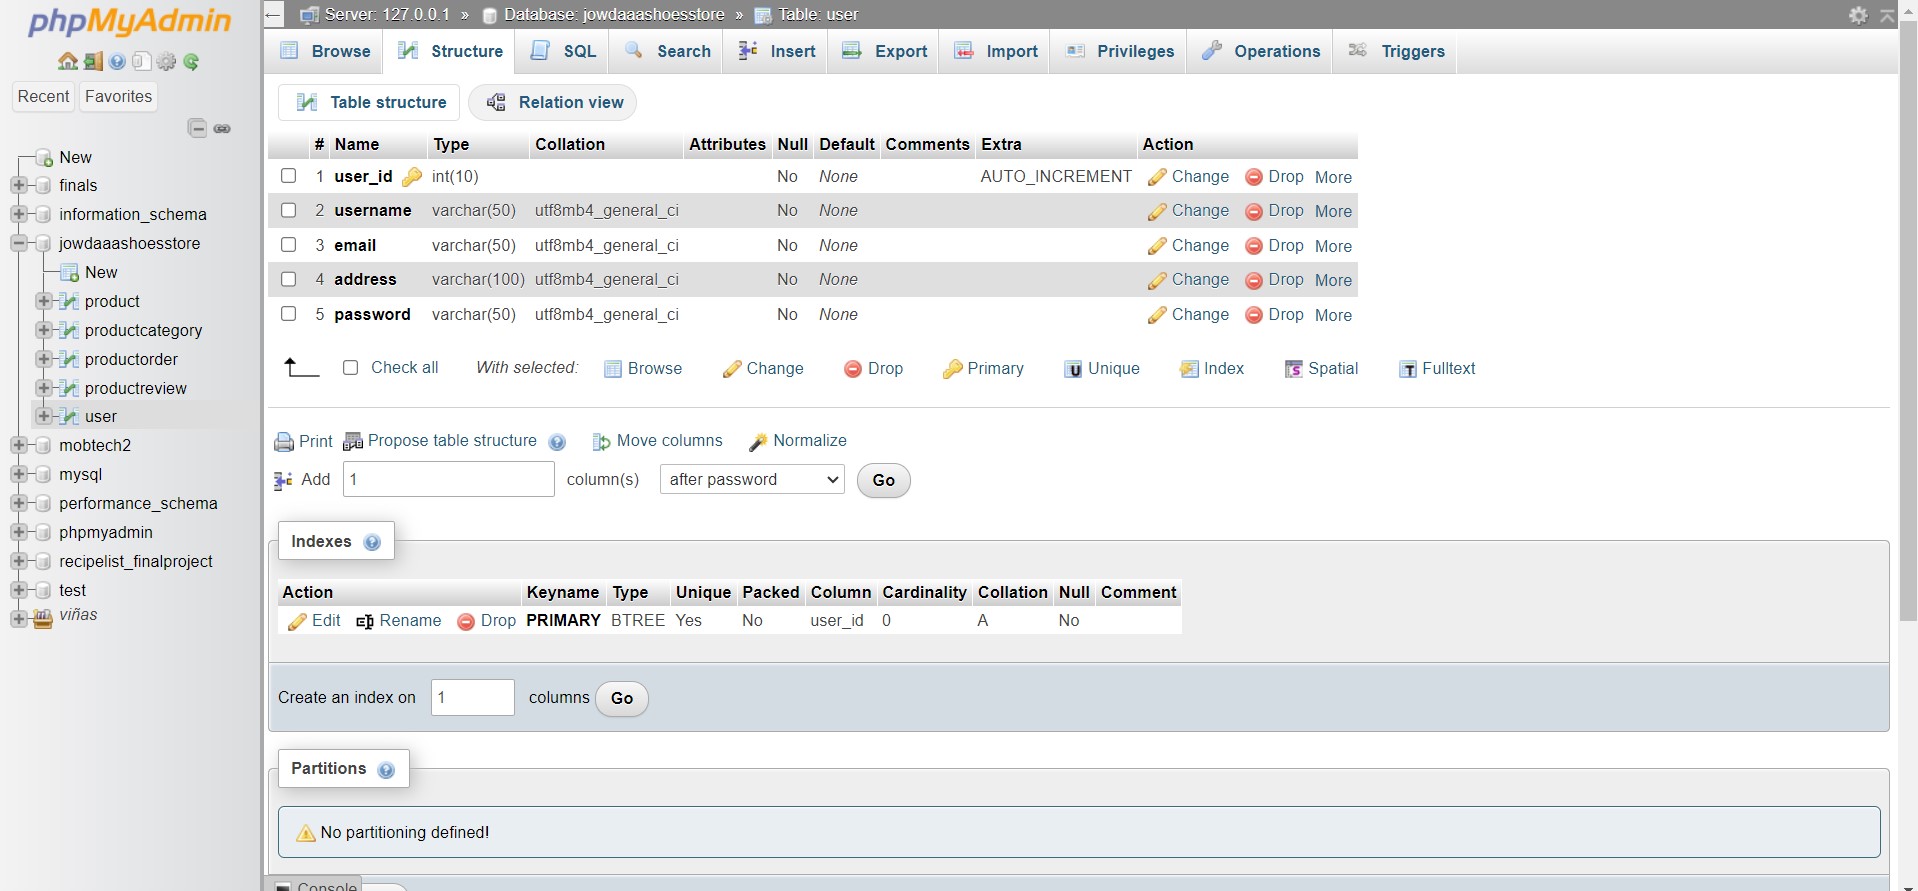 phpMyAdmin
Recent Favorites
New
finals
information_schema
jowdaaashoesstore
New
product
productcategory
productorder
productreview
user
mobtech2
mysql
performance_schema
phpmyadmin
recipelist_finalproject
test
viñas
Server: 127.0.0.1 » Database: jowdaaashoesstore » Table: user
Browse Structure SQL Search Insert Export Import Privileges Operations Triggers
Table structure Relation view
# Name Type Collation Attributes Null Default Comments Extra Action
1 user_id int(10) No None AUTO_INCREMENT Change Drop More
2 username varchar(50) utf8mb4_general_ci No None Change Drop More
3 email varchar(50) utf8mb4_general_ci No None Change Drop More
4 address varchar(100) utf8mb4_general_ci No None Change Drop More
5 password varchar(50) utf8mb4_general_ci No None Change Drop More
Check all With selected: Browse Change Drop Primary Unique Index Spatial Fulltext
Print Propose table structure Move columns Normalize
Add 1 column(s) after password Go
Indexes
Action Keyname Type Unique Packed Column Cardinality Collation Null Comment
Edit Rename Drop PRIMARY BTREE Yes No user_id 0 A No
Create an index on 1 columns Go
Partitions
No partitioning defined!
Console